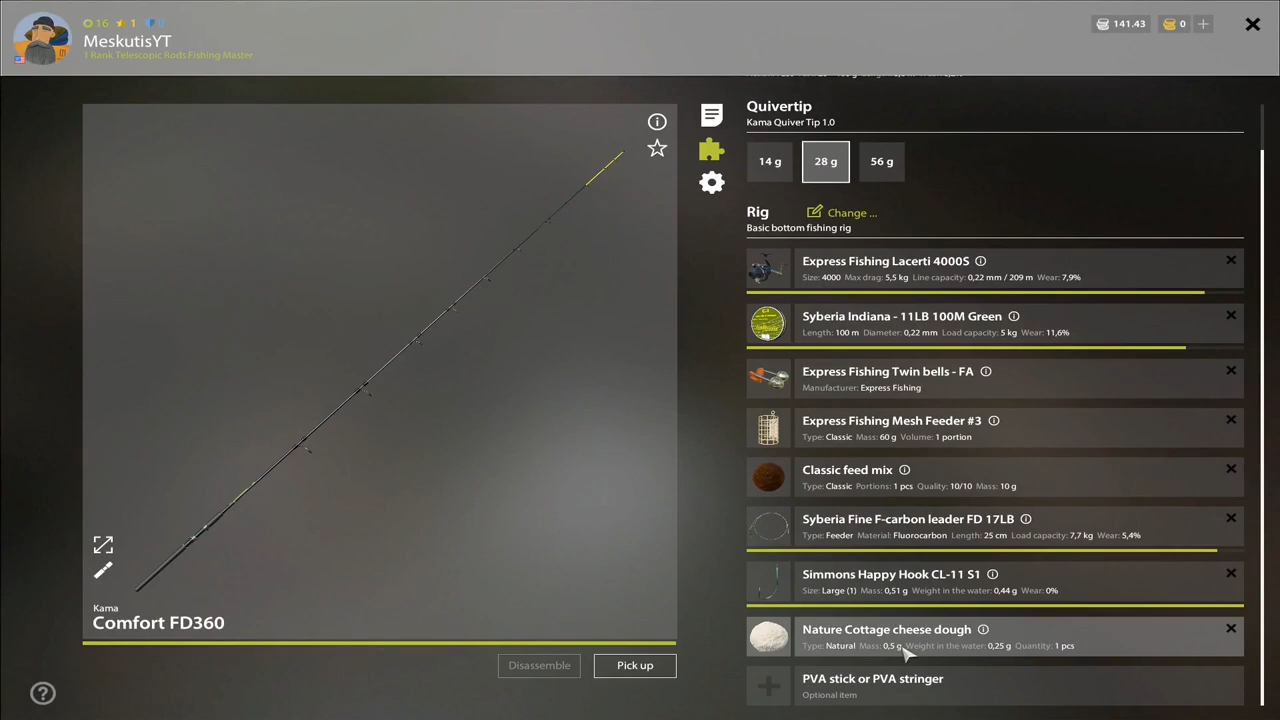 16 1
MeskutisYT
1 Rank Telescopic Rods Fishing Master
141.43 0 +
Quivertip
Kama Quiver Tip 1.0
14 g 28 g 56 g
Rig Change ...
Basic bottom fishing rig
Express Fishing Lacerti 4000S
Size: 4000 Max drag: 5,5 kg Line capacity: 0,22 mm / 209 m Wear: 7,9%
Syberia Indiana - 11LB 100M Green
Length: 100 m Diameter: 0,22 mm Load capacity: 5 kg Wear: 11,6%
Express Fishing Twin bells - FA
Manufacturer: Express Fishing
Express Fishing Mesh Feeder #3
Type: Classic Mass: 60 g Volume: 1 portion
Classic feed mix
Type: Classic Portions: 1 pcs Quality: 10/10 Mass: 10 g
Syberia Fine F-carbon leader FD 17LB
Type: Feeder Material: Fluorocarbon Length: 25 cm Load capacity: 7,7 kg Wear: 5,4%
Simmons Happy Hook CL-11 S1
Size: Large (1) Mass: 0,51 g Weight in the water: 0,44 g Wear: 0%
Nature Cottage cheese dough
Type: Natural Mass: 0,5 g Weight in the water: 0,25 g Quantity: 1 pcs
PVA stick or PVA stringer
Optional item
Kama
Comfort FD360
Disassemble Pick up
?